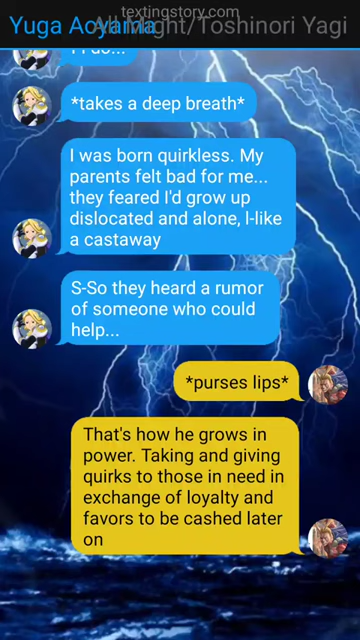 textingstory.com
Yuga Aoyama
All Might/Toshinori Yagi
*takes a deep breath*
I was born quirkless. My
parents felt bad for me...
they feared I'd grow up
dislocated and alone, l-like
a castaway
S-So they heard a rumor
of someone who could
help...
*purses lips*
That's how he grows in
power. Taking and giving
quirks to those in need in
exchange of loyalty and
favors to be cashed later
on